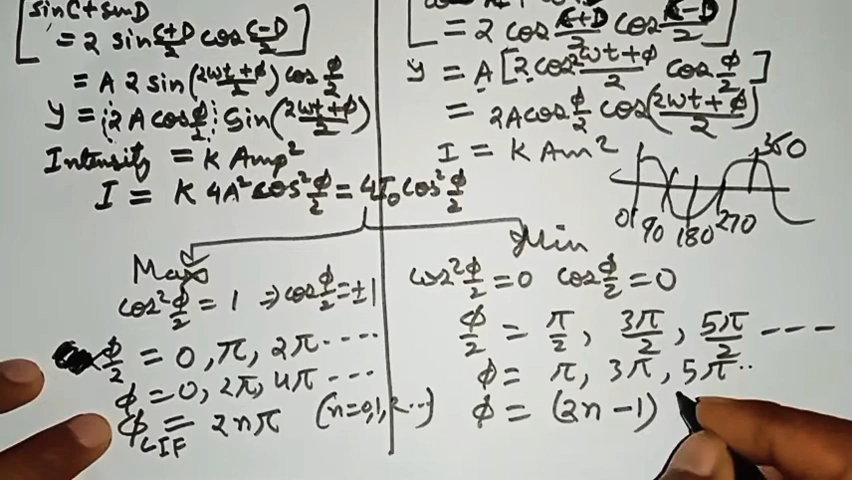 [sinC+sinD
= 2 sin C+D/2 cos C-D/2]
= A 2 sin(2ωt+ϕ/2) cos ϕ/2
y = (2A cos ϕ/2) Sin(2ωt+ϕ/2)
Intensity = K Amp²
I = K 4A² cos² ϕ/2 = 4I₀ cos² ϕ/2
= 2 cos C+D/2 cos C-D/2]
y = A [2 cos 2ωt+ϕ/2 cos ϕ/2]
= 2A cos ϕ/2 cos(2ωt+ϕ/2)
I = K Am²
360
0 90 180 270
Max
cos² ϕ/2 = 1 ⇒ cos ϕ/2 = ±1
ϕ/2 = 0, π, 2π ....
ϕ = 0, 2π, 4π ---
ϕ = 2nπ (n=0,1,2...)
CIF
Min
cos² ϕ/2 = 0 cos ϕ/2 = 0
ϕ/2 = π/2, 3π/2, 5π/2 ---
ϕ = π, 3π, 5π..
ϕ = (2n-1)